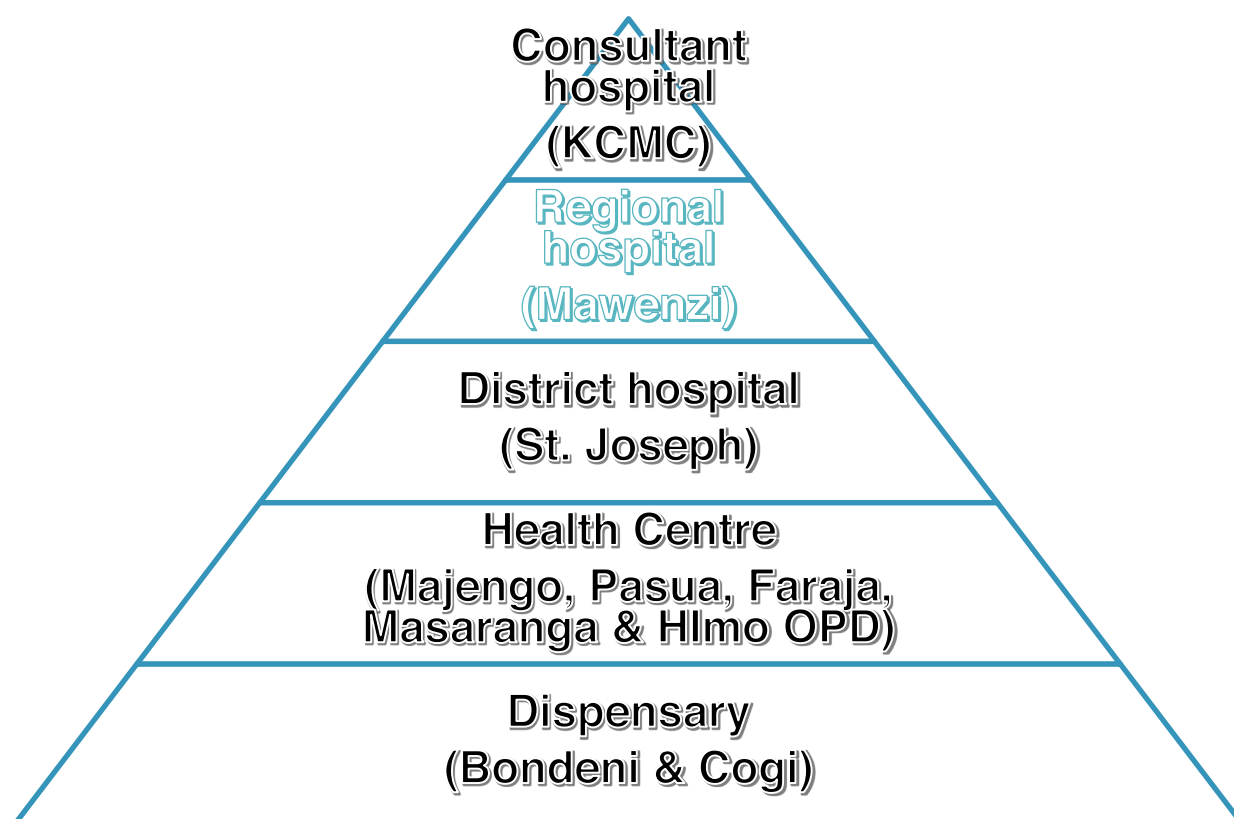 Consultant
hospital
(KCMC)
Regional
hospital
(Mawenzi)
District hospital
(St. Joseph)
Health Centre
(Majengo, Pasua, Faraja,
Masaranga & HImo OPD)
Dispensary
(Bondeni & Cogi)